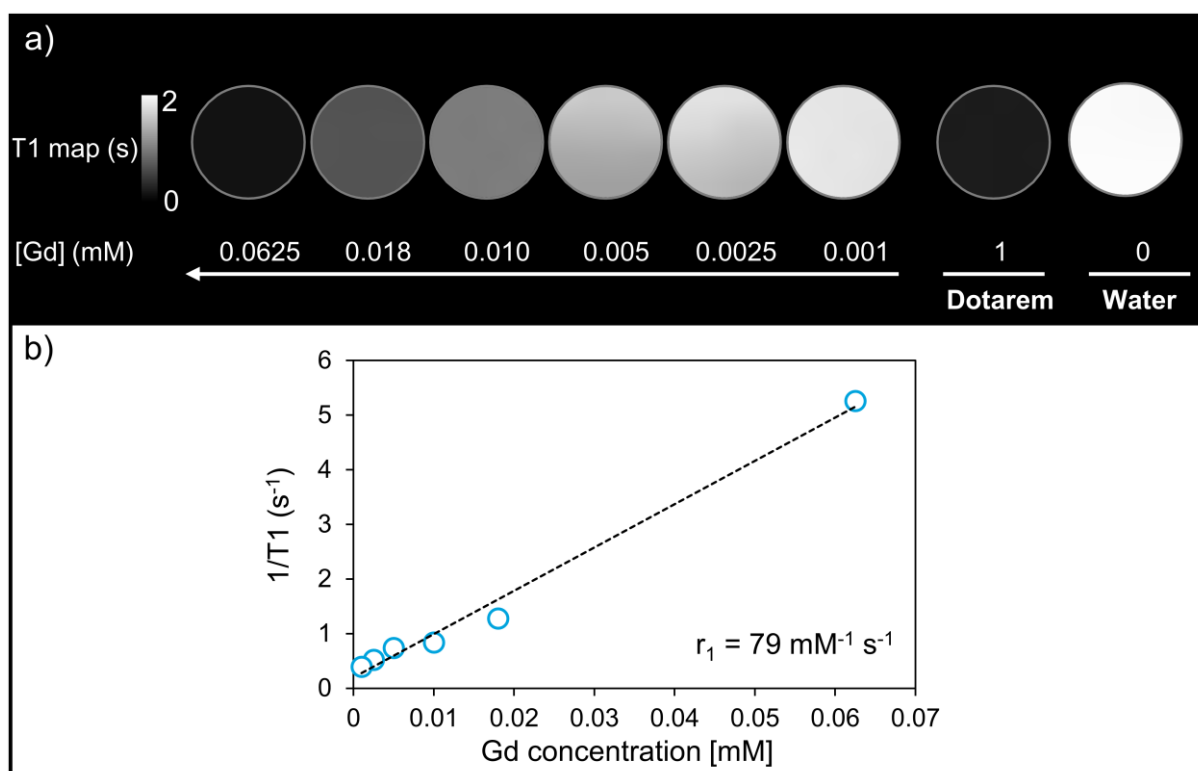 a)
2
T1 map (s)
0
[Gd] (mM) 0.0625 0.018 0.010 0.005 0.0025 0.001 1 0
Dotarem Water
b)
6
5
4
3
2
1
0
1/T1 (s⁻¹)
r₁ = 79 mM⁻¹ s⁻¹
0 0.01 0.02 0.03 0.04 0.05 0.06 0.07
Gd concentration [mM]